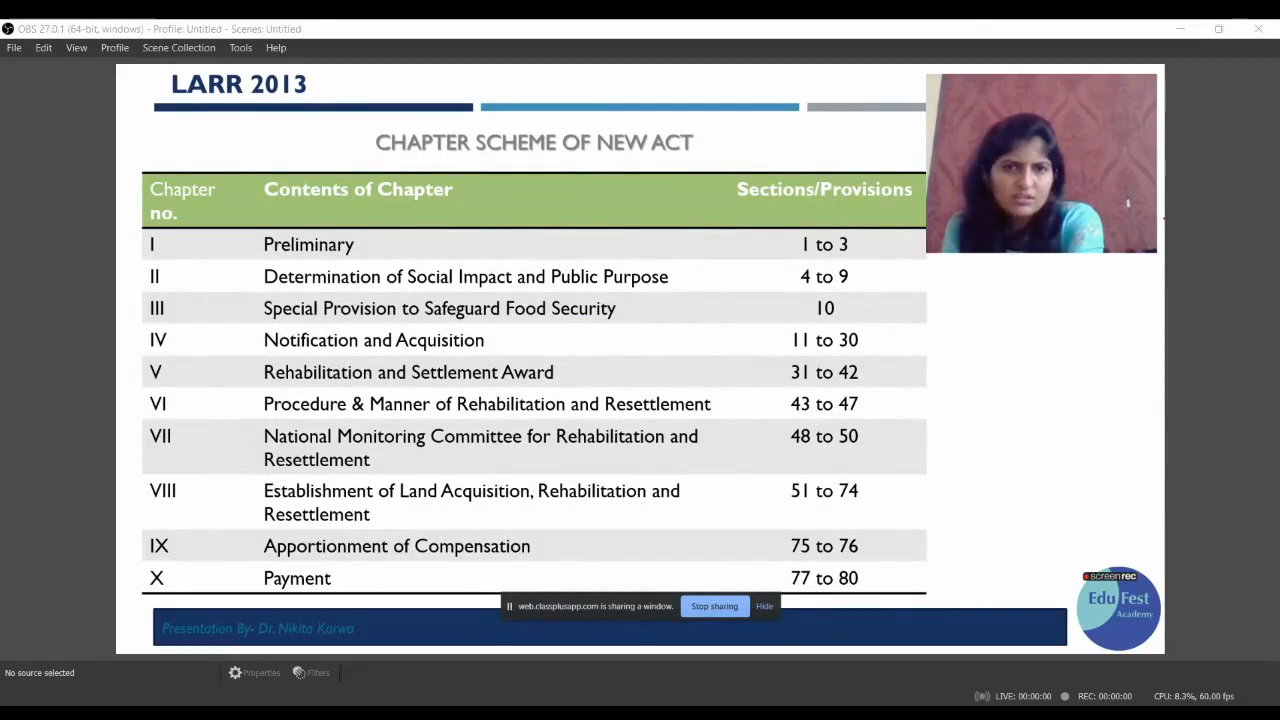 OBS 27.0.1 (64-bit, windows) - Profile: Untitled - Scenes: Untitled
File Edit View Profile Scene Collection Tools Help
LARR 2013
CHAPTER SCHEME OF NEW ACT
Chapter no. Contents of Chapter Sections/Provisions
I Preliminary 1 to 3
II Determination of Social Impact and Public Purpose 4 to 9
III Special Provision to Safeguard Food Security 10
IV Notification and Acquisition 11 to 30
V Rehabilitation and Settlement Award 31 to 42
VI Procedure & Manner of Rehabilitation and Resettlement 43 to 47
VII National Monitoring Committee for Rehabilitation and 48 to 50
Resettlement
VIII Establishment of Land Acquisition, Rehabilitation and 51 to 74
Resettlement
IX Apportionment of Compensation 75 to 76
X Payment 77 to 80
screenrec
Edu Fest
Academy
web.classplusapp.com is sharing a window. Stop sharing Hide
Presentation By- Dr. Nikita Karwa
No source selected Properties Filters
LIVE: 00:00:00 REC: 00:00:00 CPU: 8.3%, 60.00 fps